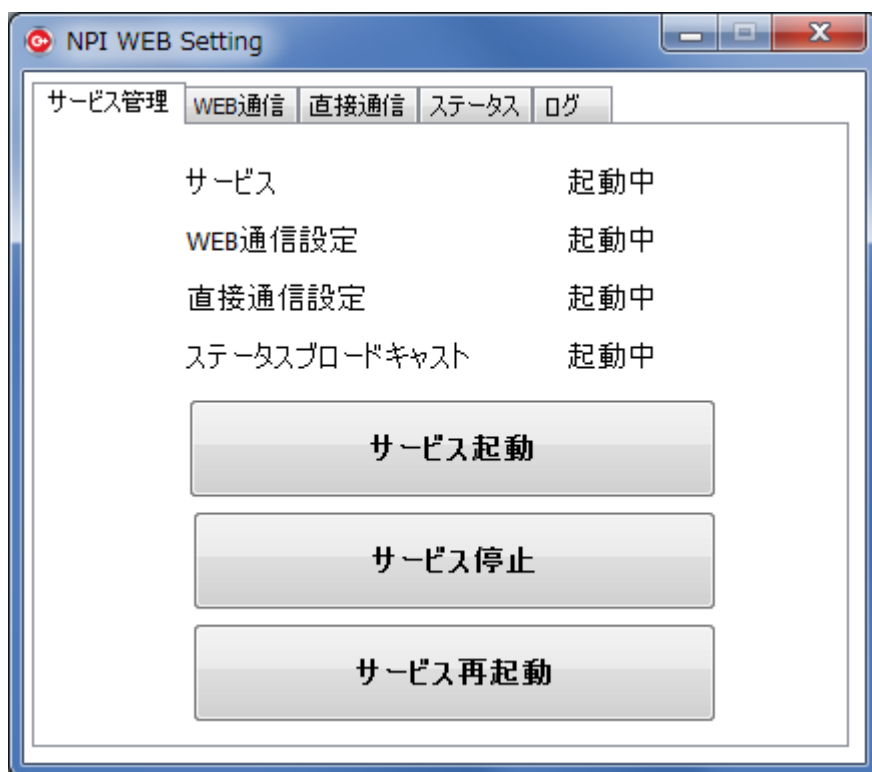 NPI WEB Setting
サービス管理 WEB通信 直接通信 ステータス ログ
サービス 起動中
WEB通信設定 起動中
直接通信設定 起動中
ステータスブロードキャスト 起動中
サービス起動
サービス停止
サービス再起動